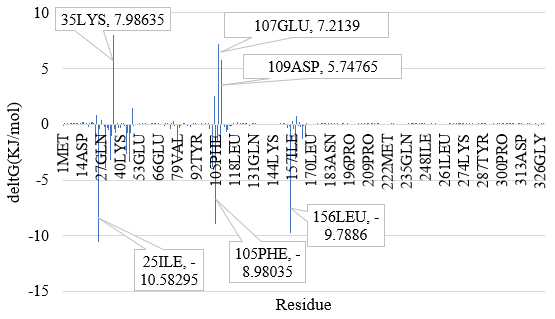 35LYS, 7.98635
107GLU, 7.2139
109ASP, 5.74765
25ILE, -
10.58295
105PHE, -
8.98035
156LEU, -
9.7886
deltG(KJ/mol)
10
5
0
-5
-10
-15
1MET
14ASP
27GLN
40LYS
53GLU
66GLU
79VAL
92TYR
105PHE
118LEU
131GLN
144LYS
157ILE
170LEU
183ASN
196PRO
209PRO
222MET
235GLN
248ILE
261LEU
274LYS
287TYR
300PRO
313ASP
326GLY
Residue